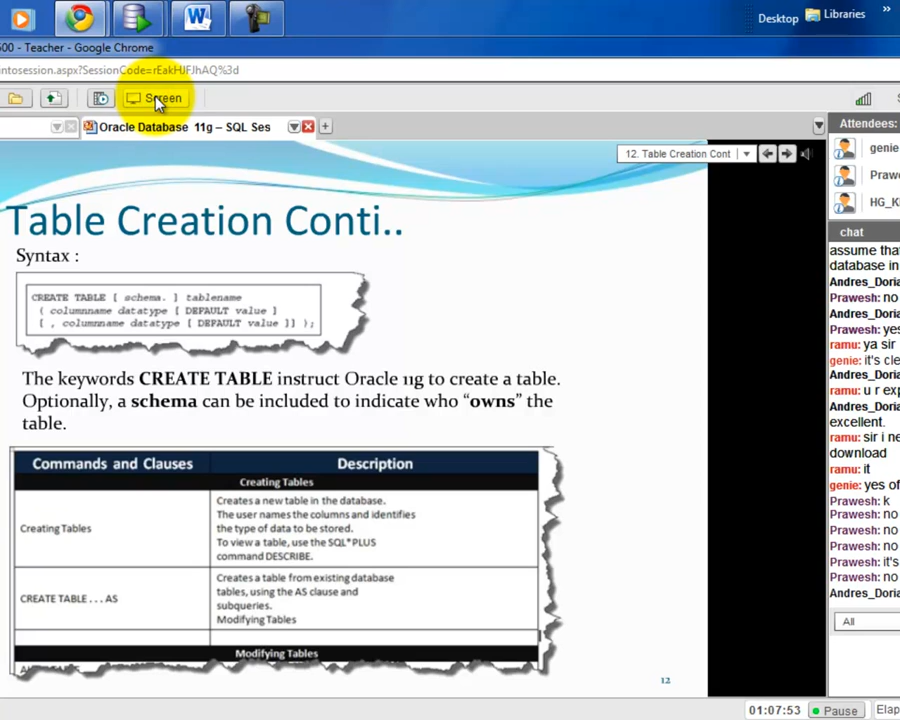 Desktop
Libraries
»
500 - Teacher - Google Chrome
ntosession.aspx?SessionCode=rEakHJFJhAQ%3d
Screen
Oracle Database 11g – SQL Ses
Attendees:
genie
Praw
HG_K
12. Table Creation Cont
Table Creation Conti..
Syntax :
CREATE TABLE [ schema. ] tablename
( columnname datatype [ DEFAULT value ]
[ , columnname datatype [ DEFAULT value ]] );
The keywords CREATE TABLE instruct Oracle 11g to create a table.
Optionally, a schema can be included to indicate who “owns” the
table.
Commands and Clauses
Description
Creating Tables
Creating Tables
Creates a new table in the database.
The user names the columns and identifies
the type of data to be stored.
To view a table, use the SQL*PLUS
command DESCRIBE.
CREATE TABLE . . . AS
Creates a table from existing database
tables, using the AS clause and
subqueries.
Modifying Tables
Modifying Tables
12
chat
assume tha
database in
Andres_Doria
Prawesh: no
Andres_Doria
Prawesh: yes
ramu: ya sir
genie: it's cle
Andres_Doria
ramu: u r exp
Andres_Doria
excellent.
ramu: sir i ne
download
ramu: it
genie: yes of
Prawesh: k
Prawesh: no
Prawesh: no
Prawesh: no
Prawesh: it's
Prawesh: no
Andres_Doria
All
01:07:53
Pause
Elap